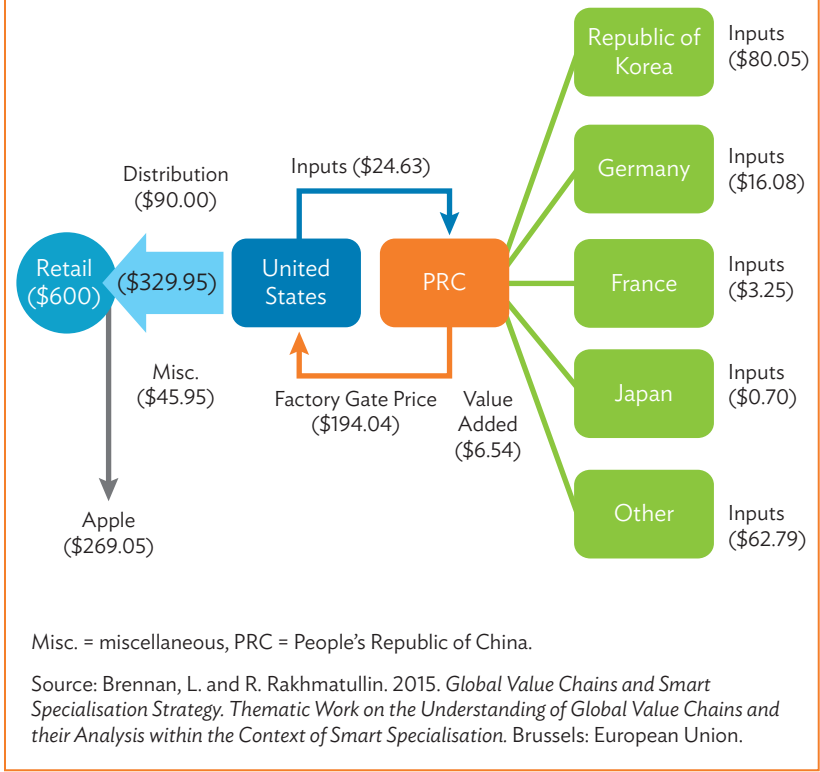 Republic of
Korea
Inputs
($80.05)
Distribution
($90.00)
Inputs ($24.63)
Germany
Inputs
($16.08)
Retail
($600)
($329.95)
United
States
PRC
France
Inputs
($3.25)
Misc.
($45.95)
Factory Gate Price
($194.04)
Value
Added
($6.54)
Japan
Inputs
($0.70)
Apple
($269.05)
Other
Inputs
($62.79)
Misc. = miscellaneous, PRC = People’s Republic of China.
Source: Brennan, L. and R. Rakhmatullin. 2015. Global Value Chains and Smart
Specialisation Strategy. Thematic Work on the Understanding of Global Value Chains and
their Analysis within the Context of Smart Specialisation. Brussels: European Union.